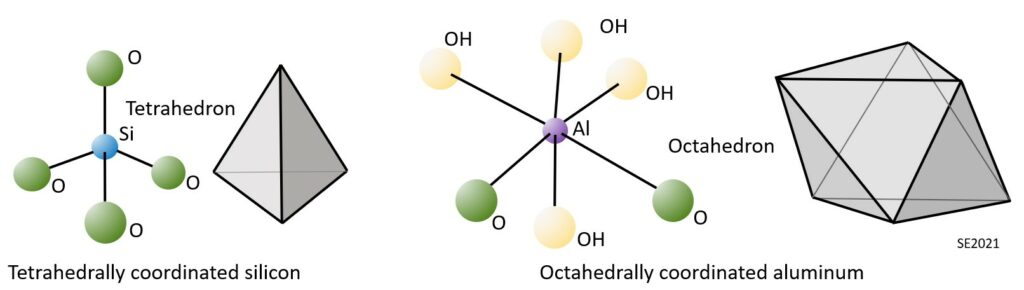 O
Tetrahedron
Si
O
O
O
Tetrahedrally coordinated silicon
OH
OH
OH
Al
Octahedron
O
O
OH
SE2021
Octahedrally coordinated aluminum